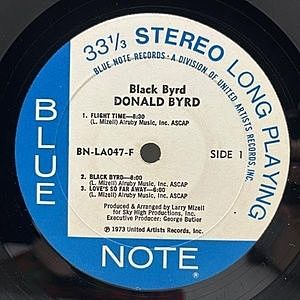 33⅓ STEREO LONG PLAYING
BLUE NOTE RECORDS • A DIVISION OF UNITED ARTISTS RECORDS, INC.
Black Byrd
DONALD BYRD
1. FLIGHT TIME—8:30
(L. Mizell) Alruby Music, Inc. ASCAP
BN-LA047-F
SIDE 1
2. BLACK BYRD—8:00
(L. Mizell) Alruby Music, Inc. ASCAP
3. LOVE'S SO FAR AWAY—6:00
(L. Mizell) Alruby Music, Inc. ASCAP
Produced and Arranged by Larry Mizell
for Sky High Productions, Inc.
Executive Producer: George Butler
℗ 1973 United Artists Records, Inc.
BLUE
NOTE®